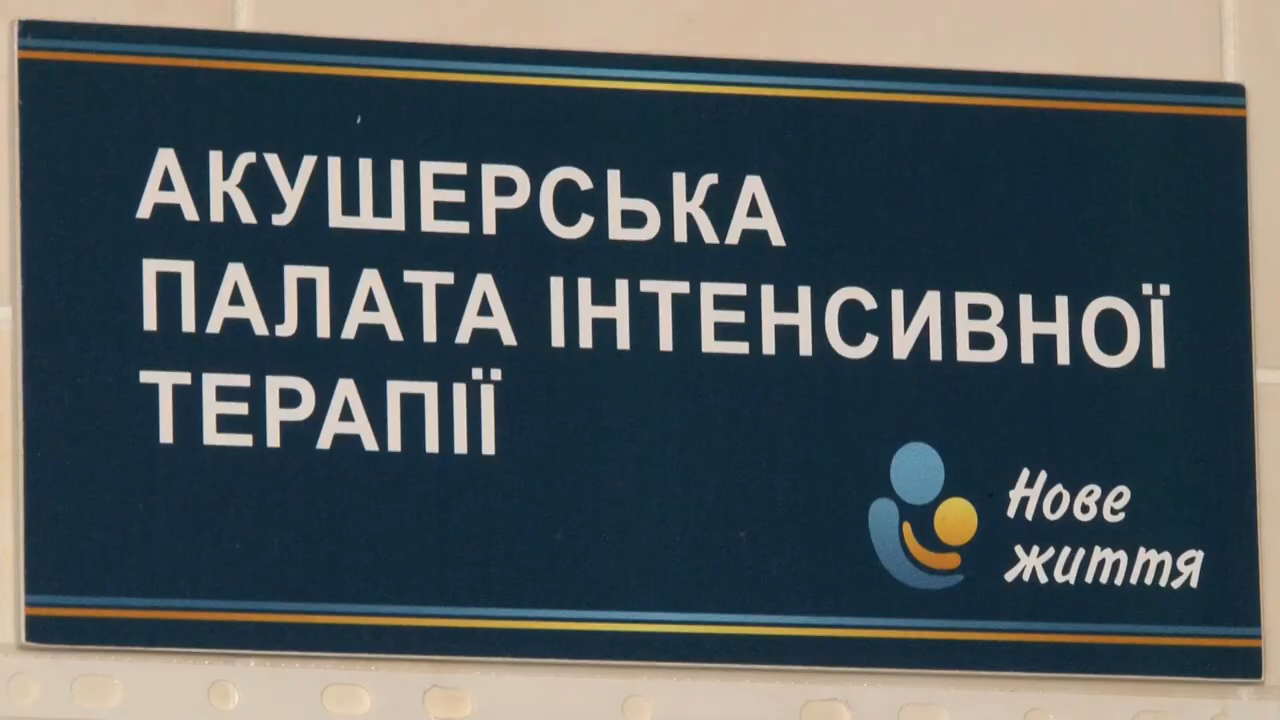 АКУШЕРСЬКА
ПАЛАТА ІНТЕНСИВНОЇ
ТЕРАПІЇ
Нове
життя